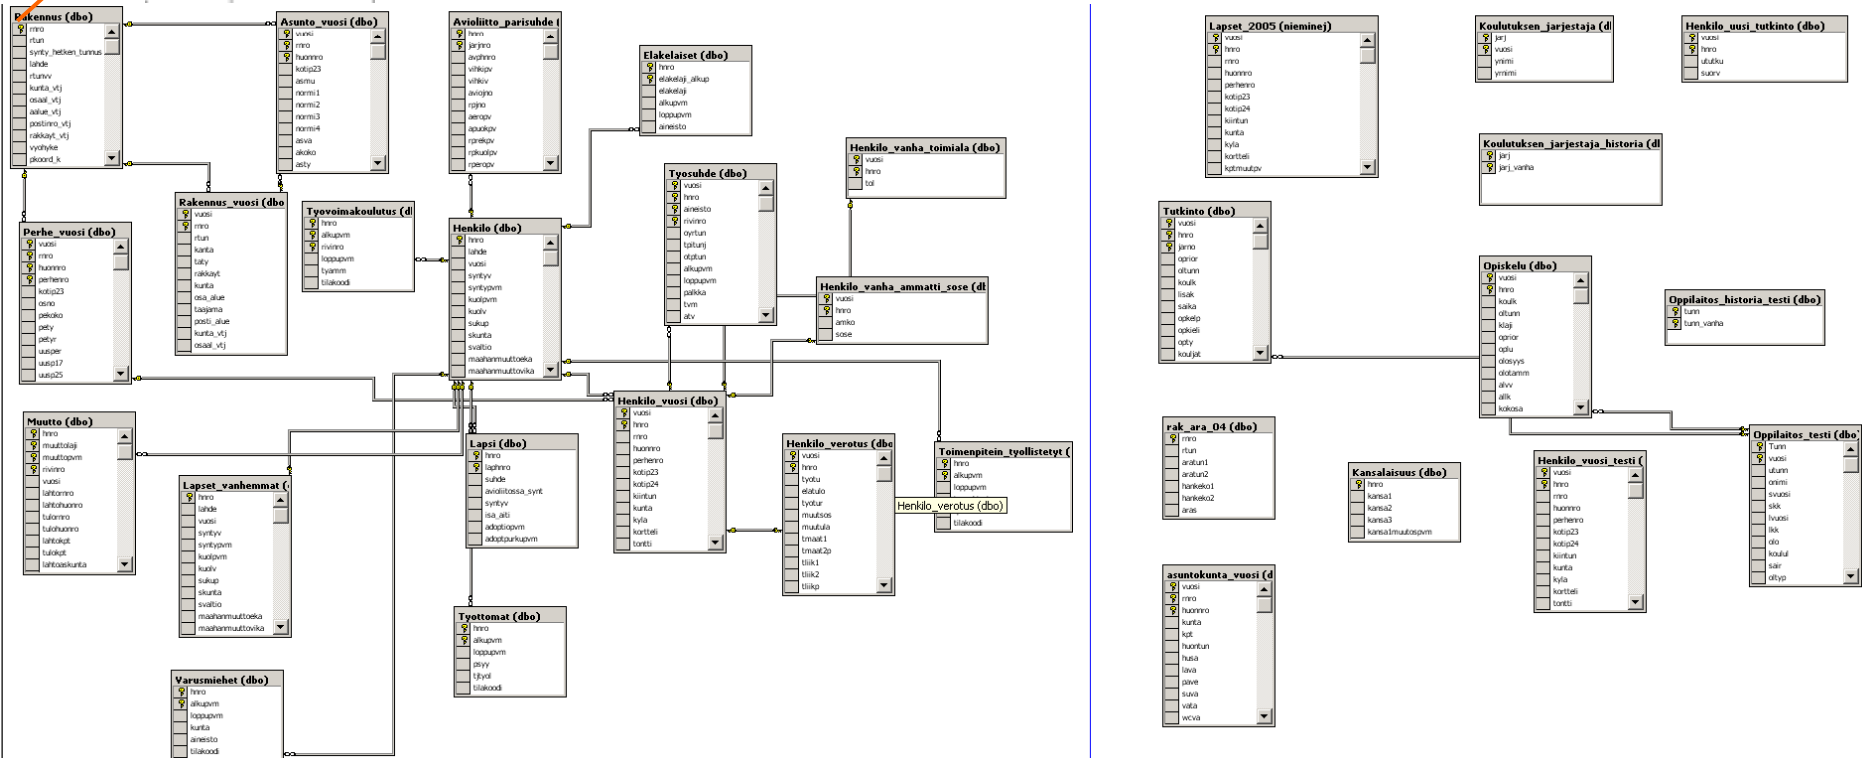 Rakennus (dbo)
rnro
rtun
synty_hetken_tunnus
lahde
rtunvv
kunta_vtj
osaal_vtj
aalue_vtj
postinro_vtj
rakkayt_vtj
vyohyke
pkoord_k
Asunto_vuosi (dbo)
vuosi
rnro
huonnro
kotip23
asmu
normi1
normi2
normi3
normi4
asva
akoko
asty
Avioliitto_parisuhde (
hnro
jarjnro
avphnro
vihkipv
vihkiv
aviojno
rpjno
aeropv
apuokpv
rprekpv
rpkuolpv
rperopv
Elakelaiset (dbo)
hnro
elakelaji_alkup
elakelaji
alkupvm
loppupvm
aineisto
Henkilo_vanha_toimiala (dbo)
vuosi
hnro
tol
Tyosuhde (dbo)
vuosi
hnro
aineisto
rivinro
oyrtun
tpitunj
otptun
alkupvm
loppupvm
palkka
tvm
atv
Rakennus_vuosi (dbo
vuosi
rnro
rtun
kanta
taty
rakkayt
kunta
osa_alue
taajama
posti_alue
kunta_vtj
osaal_vtj
Tyovoimakoulutus (dl
hnro
alkupvm
rivinro
loppupvm
tyamm
tilakoodi
Henkilo (dbo)
hnro
lahde
vuosi
syntyv
syntypvm
kuolpvm
kuolv
sukup
skunta
svaltio
maahanmuuttoeka
maahanmuuttovika
Perhe_vuosi (dbo)
vuosi
rnro
huonnro
perhenro
kotip23
osno
pekoko
pety
petyr
uusper
uusp17
uusp25
Henkilo_vanha_ammatti_sose (dt
vuosi
hnro
amko
sose
Henkilo_vuosi (dbo)
vuosi
hnro
rnro
huonnro
perhenro
kotip23
kotip24
kiintun
kunta
kyla
kortteli
tontti
Muutto (dbo)
hnro
muuttolaji
muuttopvm
rivinro
vuosi
lahtornro
lahtohuonro
tulornro
tulohuonro
lahtokpt
tulokpt
lahtoaskunta
Lapset_vanhemmat (
hnro
lahde
vuosi
syntyv
syntypvm
kuolpvm
kuolv
sukup
skunta
svaltio
maahanmuuttoeka
maahanmuuttovika
Lapsi (dbo)
hnro
laphnro
suhde
avioliitossa_synt
syntyv
isa_aiti
adoptiopvm
adoptpurkupvm
Henkilo_verotus (dbo
vuosi
hnro
tyotu
elatulo
tyotur
muutsos
muutula
tmaat1
tmaat2p
tliik1
tliik2
tliikp
Toimenpitein_tyollistetyt (
hnro
alkupvm
loppupvm
tilakoodi
Henkilo_verotus (dbo)
Tyottomat (dbo)
hnro
alkupvm
loppupvm
psyy
tjtyol
tilakoodi
Varusmiehet (dbo)
hnro
alkupvm
loppupvm
kunta
aineisto
tilakoodi
Lapset_2005 (nieminej)
vuosi
hnro
rnro
huonnro
perhenro
kotip23
kotip24
kiintun
kunta
kyla
kortteli
kptmuutpv
Koulutuksen_jarjestaja (dl
jarj
vuosi
ynimi
yrnimi
Henkilo_uusi_tutkinto (dbo)
vuosi
hnro
ututku
suorv
Koulutuksen_jarjestaja_historia (dl
jarj
jarj_vanha
Tutkinto (dbo)
vuosi
hnro
jarno
oprior
oltunn
koulk
lisak
saika
opkelp
opkieli
opty
kouljat
Opiskelu (dbo)
vuosi
hnro
koulk
oltunn
klaji
oprior
oplu
olosyys
olotamm
alvv
allk
kokosa
Oppilaitos_historia_testi (dbo)
tunn
tunn_vanha
rak_ara_04 (dbo)
rnro
rtun
aratun1
aratun2
hankeko1
hankeko2
aras
Kansalaisuus (dbo)
hnro
kansa1
kansa2
kansa3
kansa1muutospvm
Henkilo_vuosi_testi (
vuosi
hnro
rnro
huonnro
perhenro
kotip23
kotip24
kiintun
kunta
kyla
kortteli
tontti
Oppilaitos_testi (dbo)
Tunn
vuosi
utunn
onimi
svuosi
skk
lvuosi
lkk
olo
koulul
sair
oltyp
asuntokunta_vuosi (d
vuosi
rnro
huonnro
kunta
kpt
huontun
husa
lava
pave
suva
vata
wcva